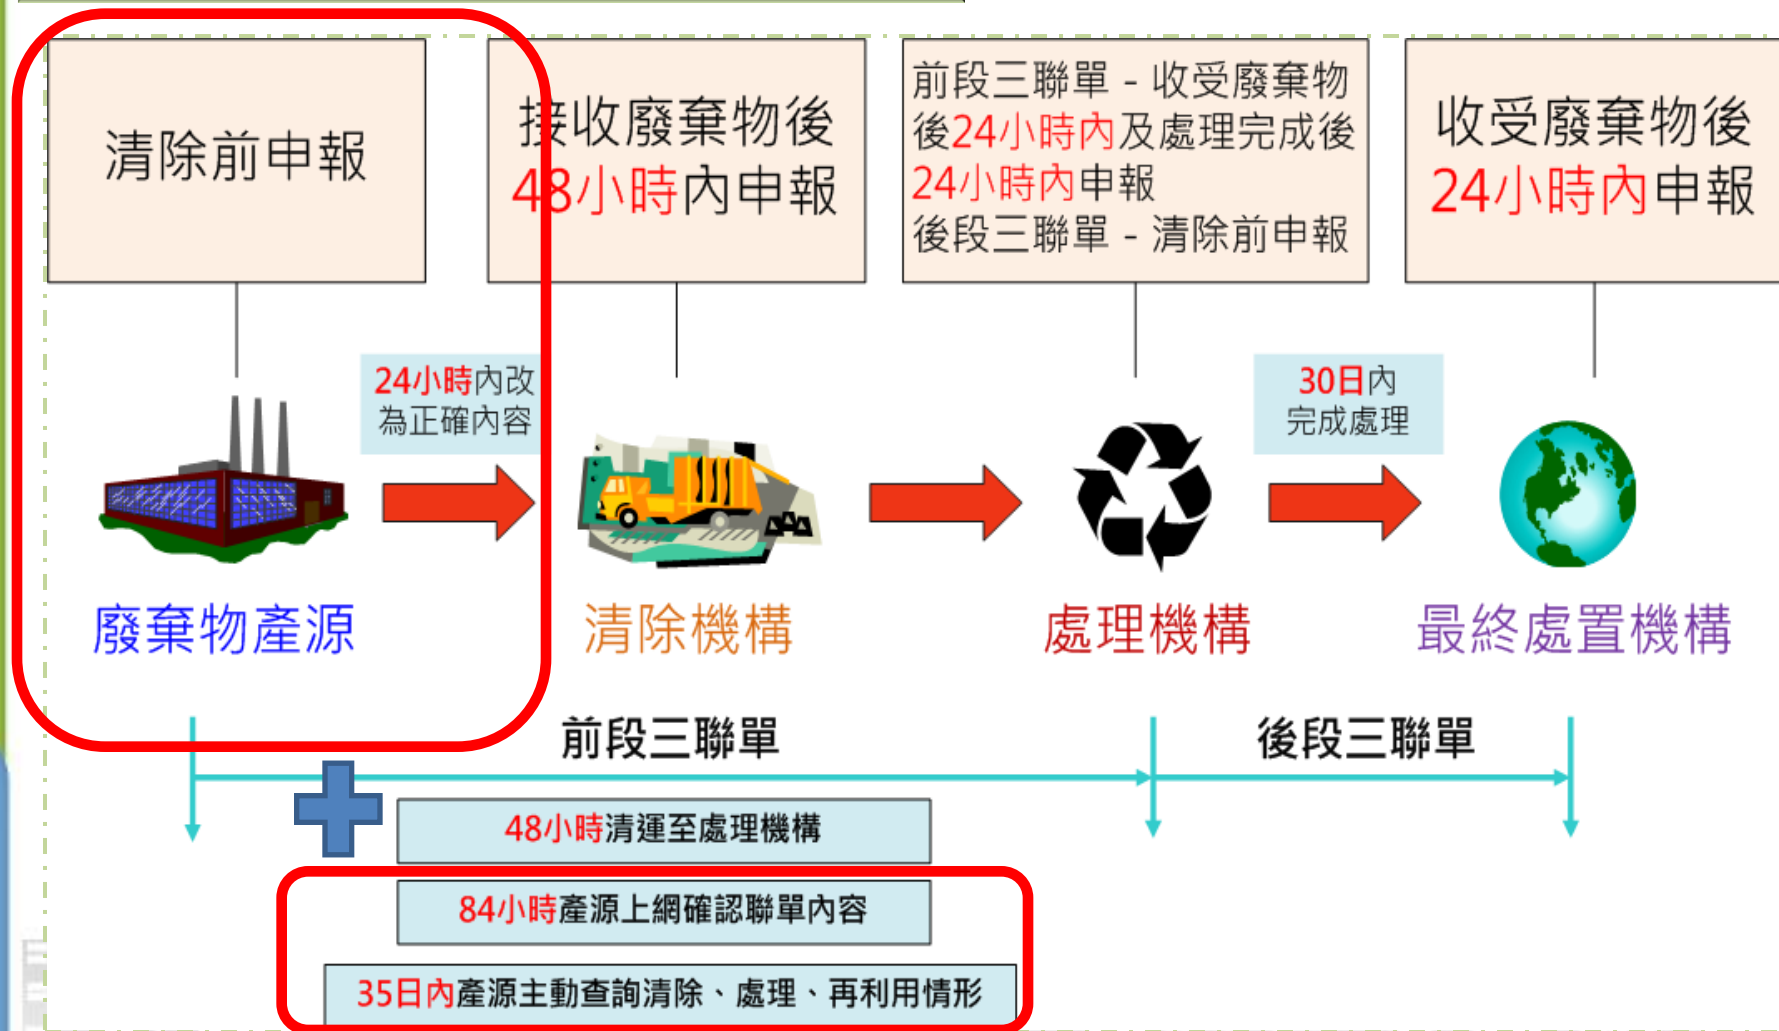 清除前申報
接收廢棄物後
48小時內申報
前段三聯單 - 收受廢棄物
後24小時內及處理完成後
24小時內申報
後段三聯單 - 清除前申報
收受廢棄物後
24小時內申報
24小時內改
為正確內容
30日內
完成處理
廢棄物產源
清除機構
處理機構
最終處置機構
前段三聯單
後段三聯單
48小時清運至處理機構
84小時產源上網確認聯單內容
35日內產源主動查詢清除、處理、再利用情形